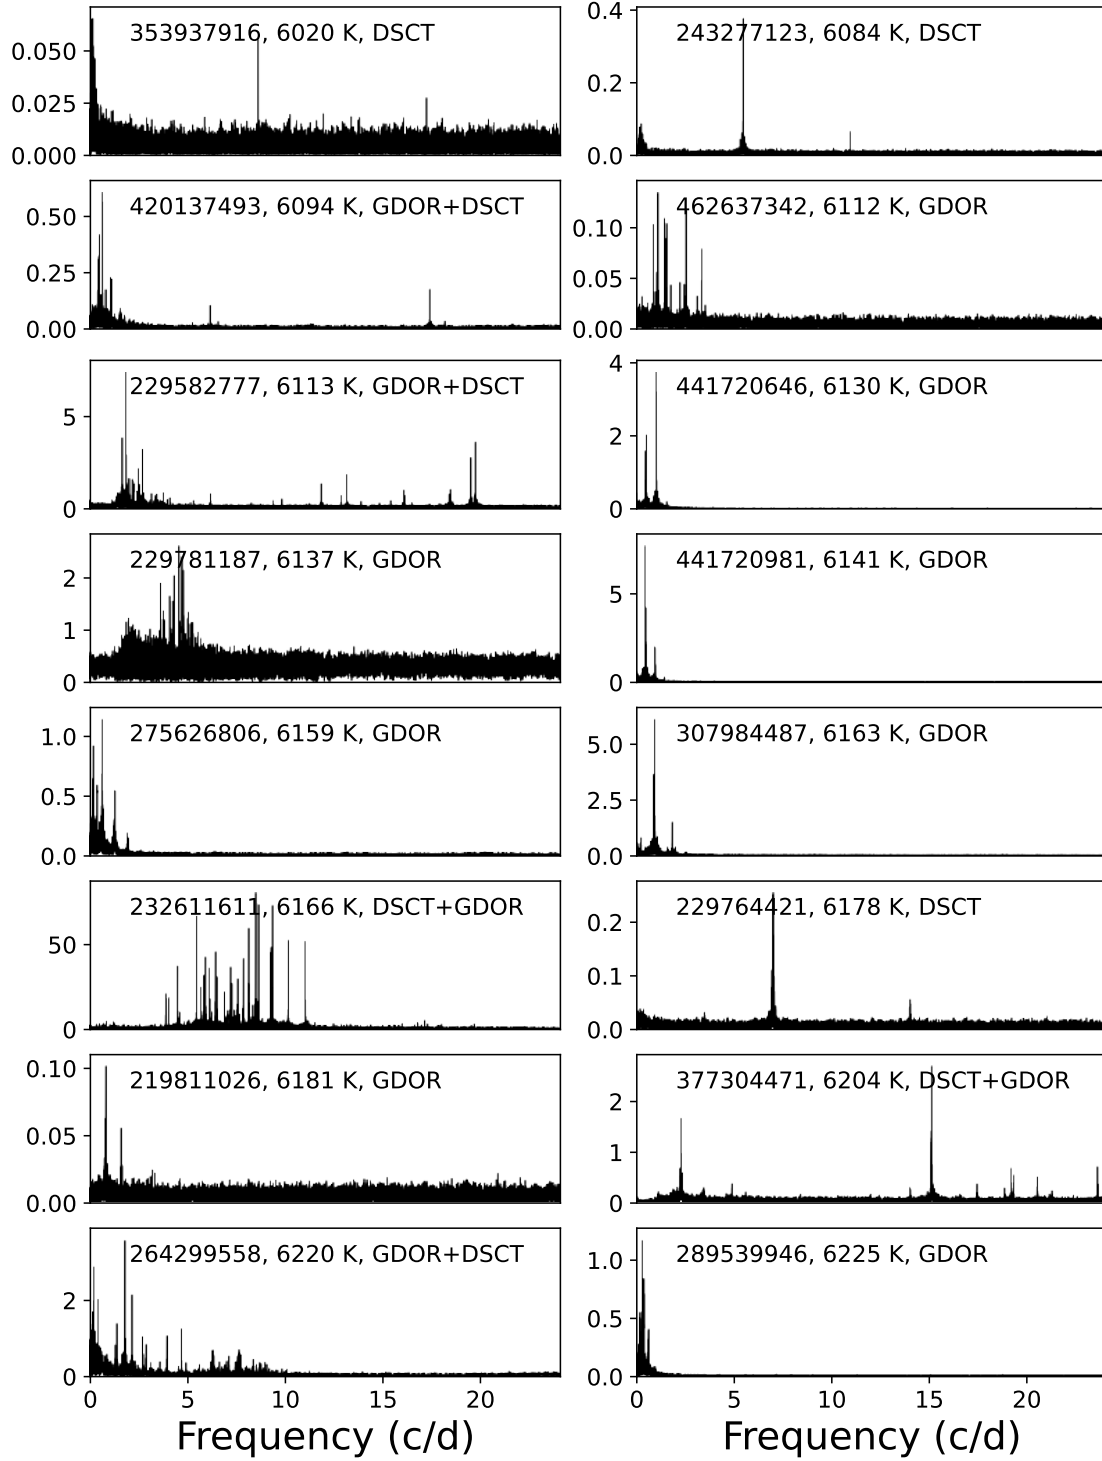 353937916, 6020 K, DSCT
0.050
0.025
0.000
243277123, 6084 K, DSCT
0.4
0.2
0.0
420137493, 6094 K, GDOR+DSCT
0.50
0.25
0.00
462637342, 6112 K, GDOR
0.10
0.05
0.00
229582777, 6113 K, GDOR+DSCT
5
0
441720646, 6130 K, GDOR
4
2
0
229781187, 6137 K, GDOR
2
1
0
441720981, 6141 K, GDOR
5
0
275626806, 6159 K, GDOR
1.0
0.5
0.0
307984487, 6163 K, GDOR
5.0
2.5
0.0
232611611, 6166 K, DSCT+GDOR
50
0
229764421, 6178 K, DSCT
0.2
0.1
0.0
219811026, 6181 K, GDOR
0.10
0.05
0.00
377304471, 6204 K, DSCT+GDOR
2
1
0
264299558, 6220 K, GDOR+DSCT
2
0
289539946, 6225 K, GDOR
1.0
0.5
0.0
0 5 10 15 20
0 5 10 15 20
Frequency (c/d)
Frequency (c/d)